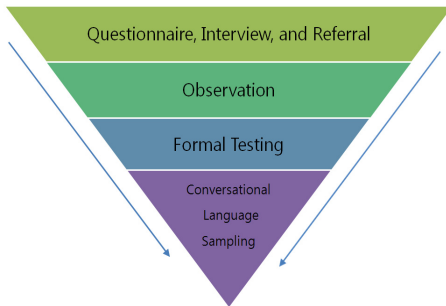 Questionnaire, Interview, and Referral
Observation
Formal Testing
Conversational
Language
Sampling